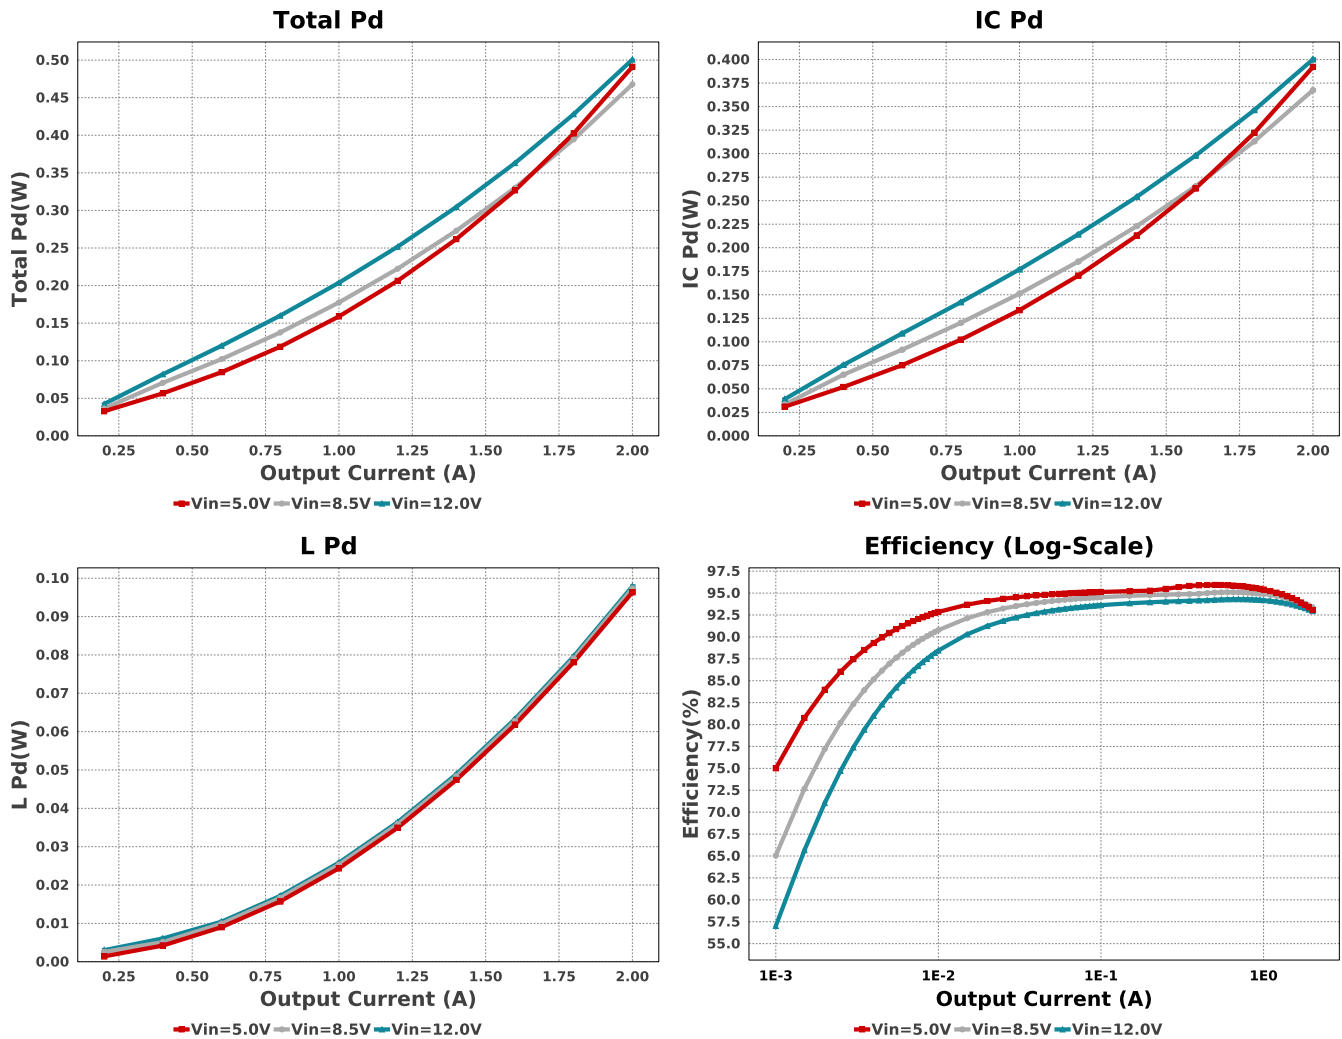 Total Pd
Total Pd(W)
0.50
0.45
0.40
0.35
0.30
0.25
0.20
0.15
0.10
0.05
0.00
0.25 0.50 0.75 1.00 1.25 1.50 1.75 2.00
Output Current (A)
Vin=5.0V Vin=8.5V Vin=12.0V
IC Pd
IC Pd(W)
0.400
0.375
0.350
0.325
0.300
0.275
0.250
0.225
0.200
0.175
0.150
0.125
0.100
0.075
0.050
0.025
0.000
0.25 0.50 0.75 1.00 1.25 1.50 1.75 2.00
Output Current (A)
Vin=5.0V Vin=8.5V Vin=12.0V
L Pd
L Pd(W)
0.10
0.09
0.08
0.07
0.06
0.05
0.04
0.03
0.02
0.01
0.00
0.25 0.50 0.75 1.00 1.25 1.50 1.75 2.00
Output Current (A)
Vin=5.0V Vin=8.5V Vin=12.0V
Efficiency (Log-Scale)
Efficiency(%)
97.5
95.0
92.5
90.0
87.5
85.0
82.5
80.0
77.5
75.0
72.5
70.0
67.5
65.0
62.5
60.0
57.5
55.0
1E-3 1E-2 1E-1 1E0
Output Current (A)
Vin=5.0V Vin=8.5V Vin=12.0V